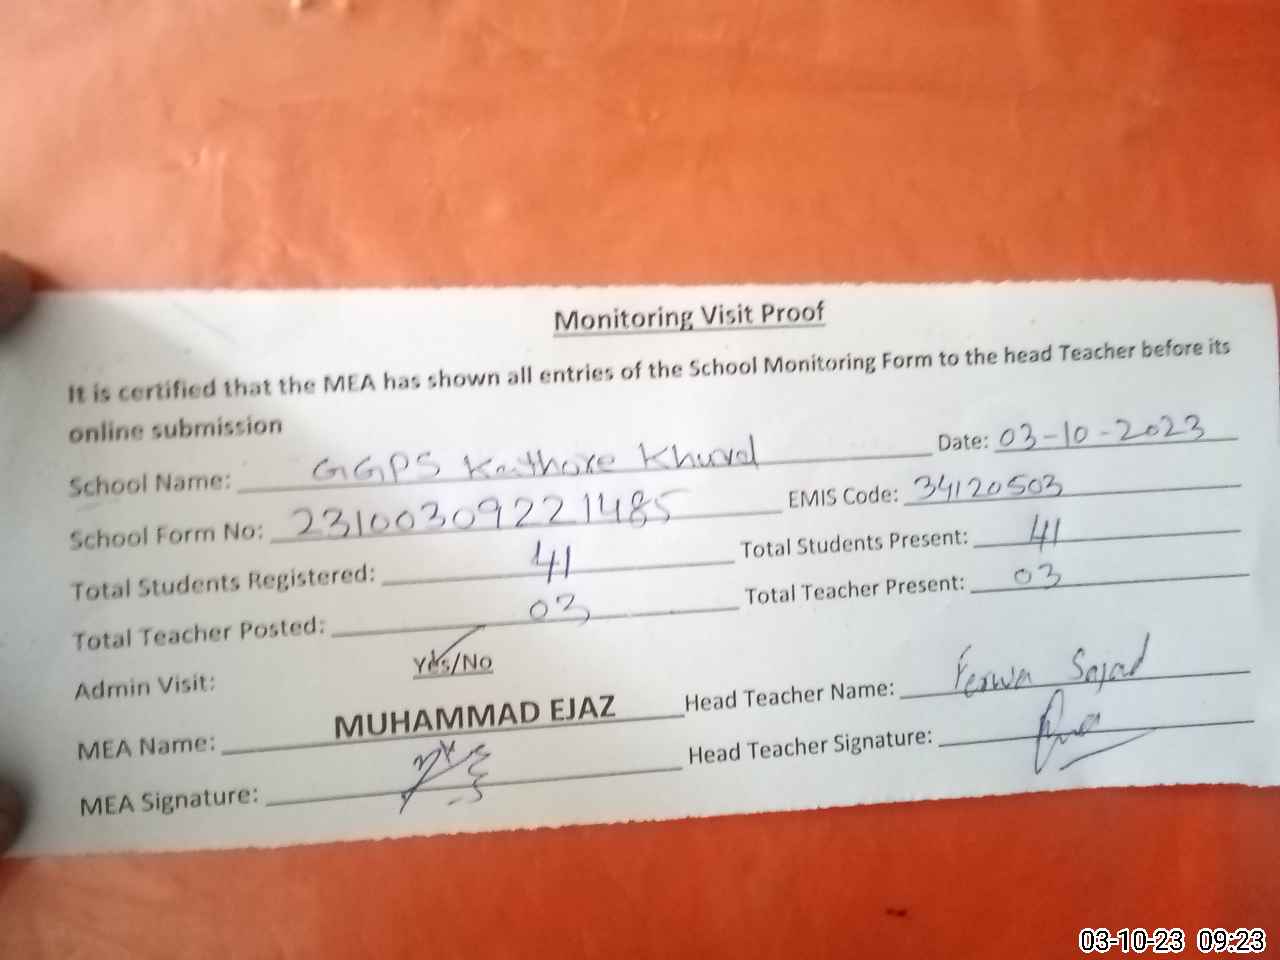 Monitoring Visit Proof
It is certified that the MEA has shown all entries of the School Monitoring Form to the head Teacher before its
online submission
School Name: GGPS Kathore Khurd Date: 03-10-2023
School Form No: 231003092211485 EMIS Code: 34120503
Total Students Registered: 41 Total Students Present: 41
Total Teacher Posted: 03 Total Teacher Present: 03
Admin Visit: Yes/No
MEA Name: MUHAMMAD EJAZ Head Teacher Name: Ferwa Sajad
MEA Signature: Head Teacher Signature:
03-10-23 09:23